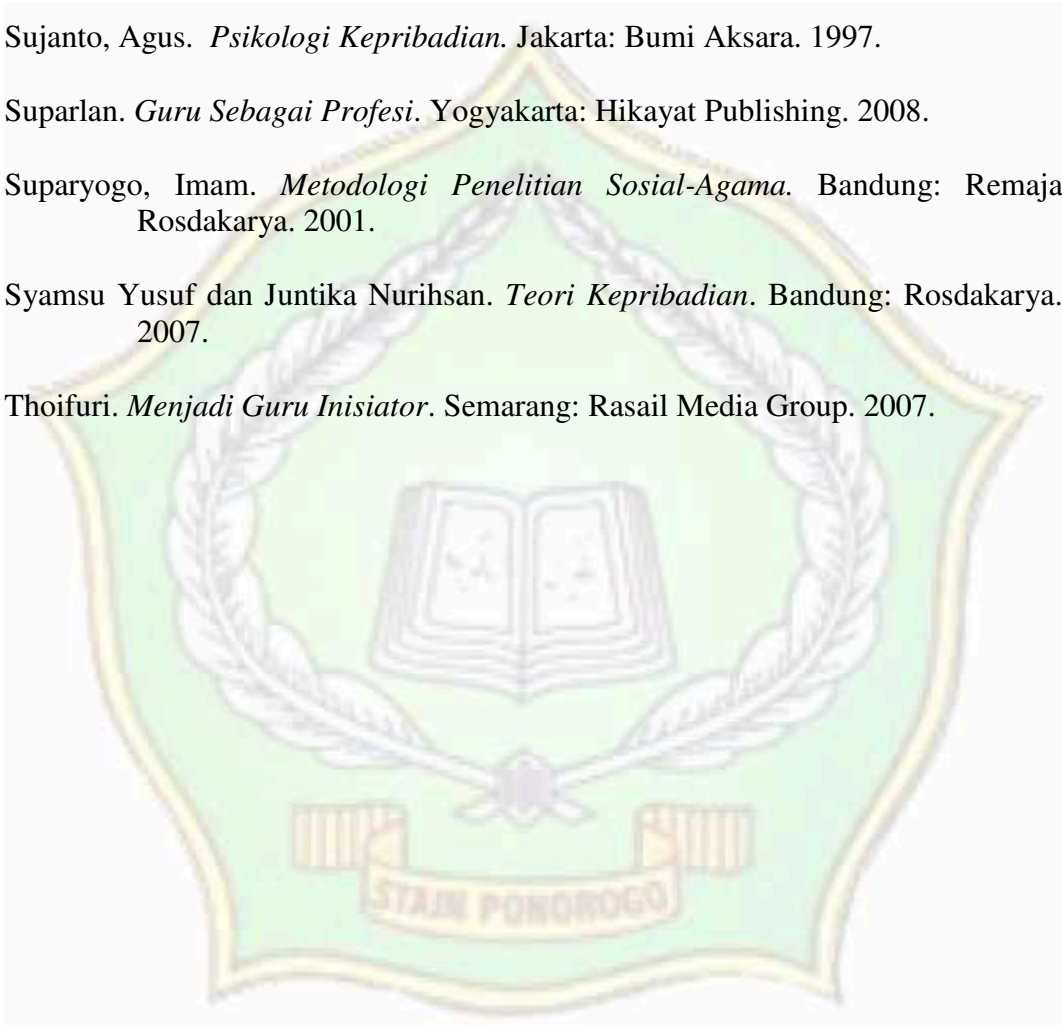 Sujanto, Agus. Psikologi Kepribadian. Jakarta: Bumi Aksara. 1997.
Suparlan. Guru Sebagai Profesi. Yogyakarta: Hikayat Publishing. 2008.
Suparyogo, Imam. Metodologi Penelitian Sosial-Agama. Bandung: Remaja
Rosdakarya. 2001.
Syamsu Yusuf dan Juntika Nurihsan. Teori Kepribadian. Bandung: Rosdakarya.
2007.
Thoifuri. Menjadi Guru Inisiator. Semarang: Rasail Media Group. 2007.
STAIN PONOROGO